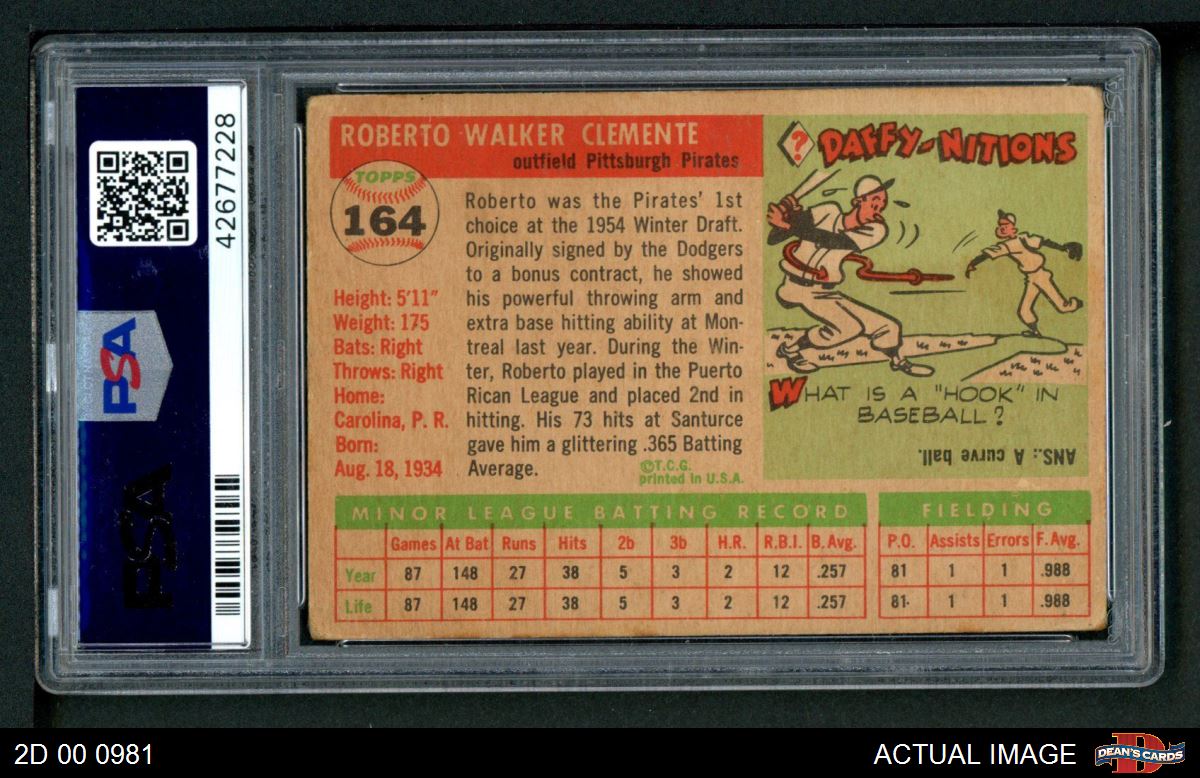 42677228
PSA
PSA
ROBERTO WALKER CLEMENTE
outfield Pittsburgh Pirates
TOPPS
164
Height: 5'11"
Weight: 175
Bats: Right
Throws: Right
Home:
Carolina, P. R.
Born:
Aug. 18, 1934
Roberto was the Pirates' 1st
choice at the 1954 Winter Draft.
Originally signed by the Dodgers
to a bonus contract, he showed
his powerful throwing arm and
extra base hitting ability at Mon-
treal last year. During the Win-
ter, Roberto played in the Puerto
Rican League and placed 2nd in
hitting. His 73 hits at Santurce
gave him a glittering .365 Batting
Average.
©T.C.G.
printed in U.S.A.
? DAFFY-NITIONS
WHAT IS A "HOOK" IN
BASEBALL?
ANS.: A curve ball.
MINOR LEAGUE BATTING RECORD
Games At Bat Runs Hits 2b 3b H.R. R.B.I. B. Avg.
Year 87 148 27 38 5 3 2 12 .257
Life 87 148 27 38 5 3 2 12 .257
FIELDING
P.O. Assists Errors F. Avg.
81 1 1 .988
81 1 1 .988
2D 00 0981
ACTUAL IMAGE
DEAN'S CARDS